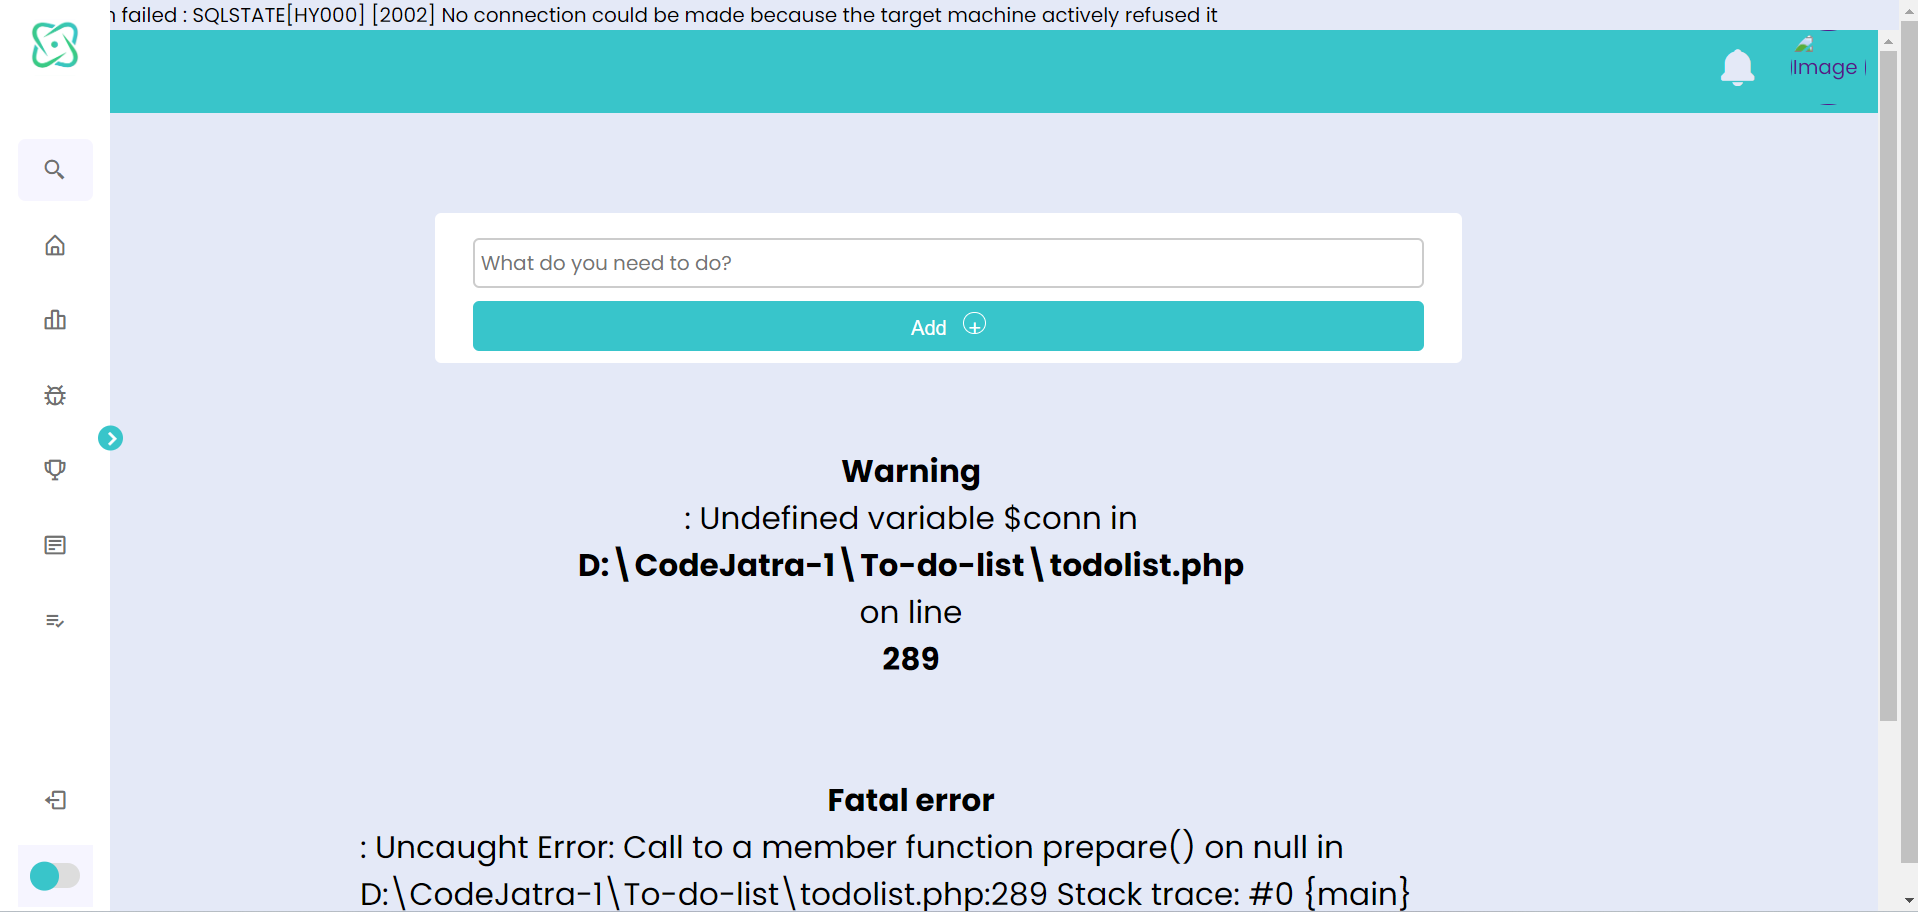 failed : SQLSTATE[HY000] [2002] No connection could be made because the target machine actively refused it
Image
What do you need to do?
Add
Warning
: Undefined variable $conn in
D:\CodeJatra-1\To-do-list\todolist.php
on line
289
Fatal error
: Uncaught Error: Call to a member function prepare() on null in
D:\CodeJatra-1\To-do-list\todolist.php:289 Stack trace: #0 {main}